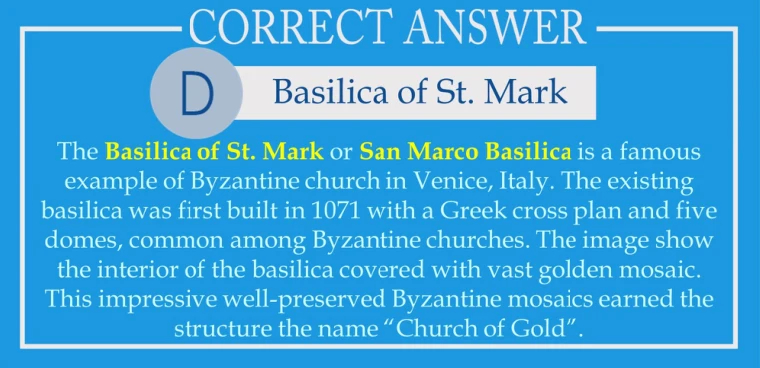 CORRECT ANSWER
D
Basilica of St. Mark
The Basilica of St. Mark or San Marco Basilica is a famous
example of Byzantine church in Venice, Italy. The existing
basilica was first built in 1071 with a Greek cross plan and five
domes, common among Byzantine churches. The image show
the interior of the basilica covered with vast golden mosaic.
This impressive well-preserved Byzantine mosaics earned the
structure the name “Church of Gold”.